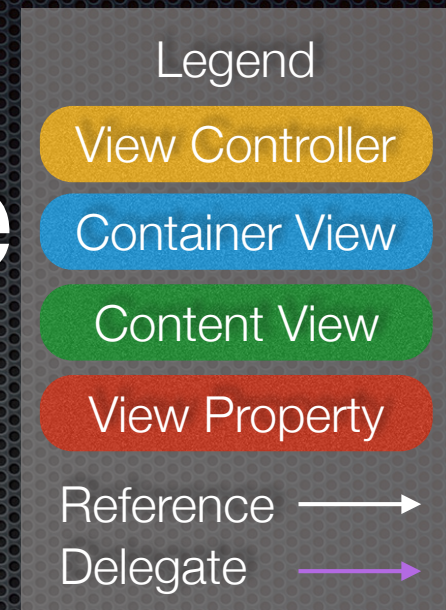 Legend
e
View Controller
Container View
Content View
View Property
Reference
Delegate